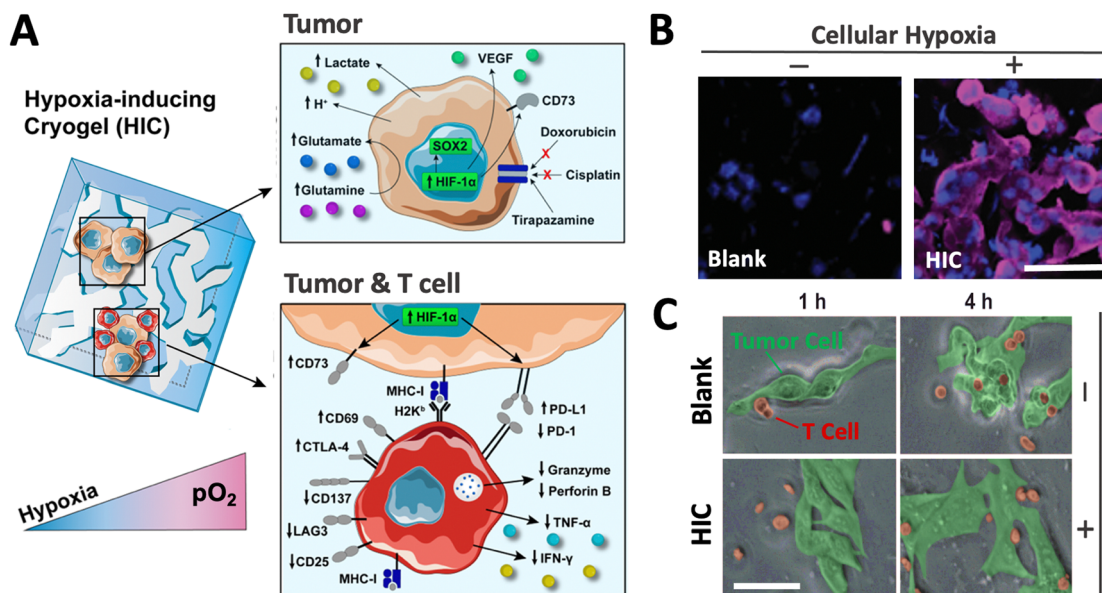 A
Hypoxia-inducing
Cryogel (HIC)
Hypoxia
pO2
Tumor
↑ Lactate
↑ H+
↑Glutamate
↑Glutamine
VEGF
CD73
SOX2
↑ HIF-1α
Doxorubicin
X
Cisplatin
X
Tirapazamine
Tumor & T cell
↑ HIF-1α
↑CD73
MHC-I
H2Kb
↑CD69
↑CTLA-4
↓CD137
↓LAG3
↓CD25
MHC-I
↑ PD-L1
↓ PD-1
↓ Granzyme
↓ Perforin B
↓ TNF-α
↓ IFN-γ
B
Cellular Hypoxia
− +
Blank
HIC
C
1 h 4 h
Blank
Tumor Cell
T Cell
−
HIC
+